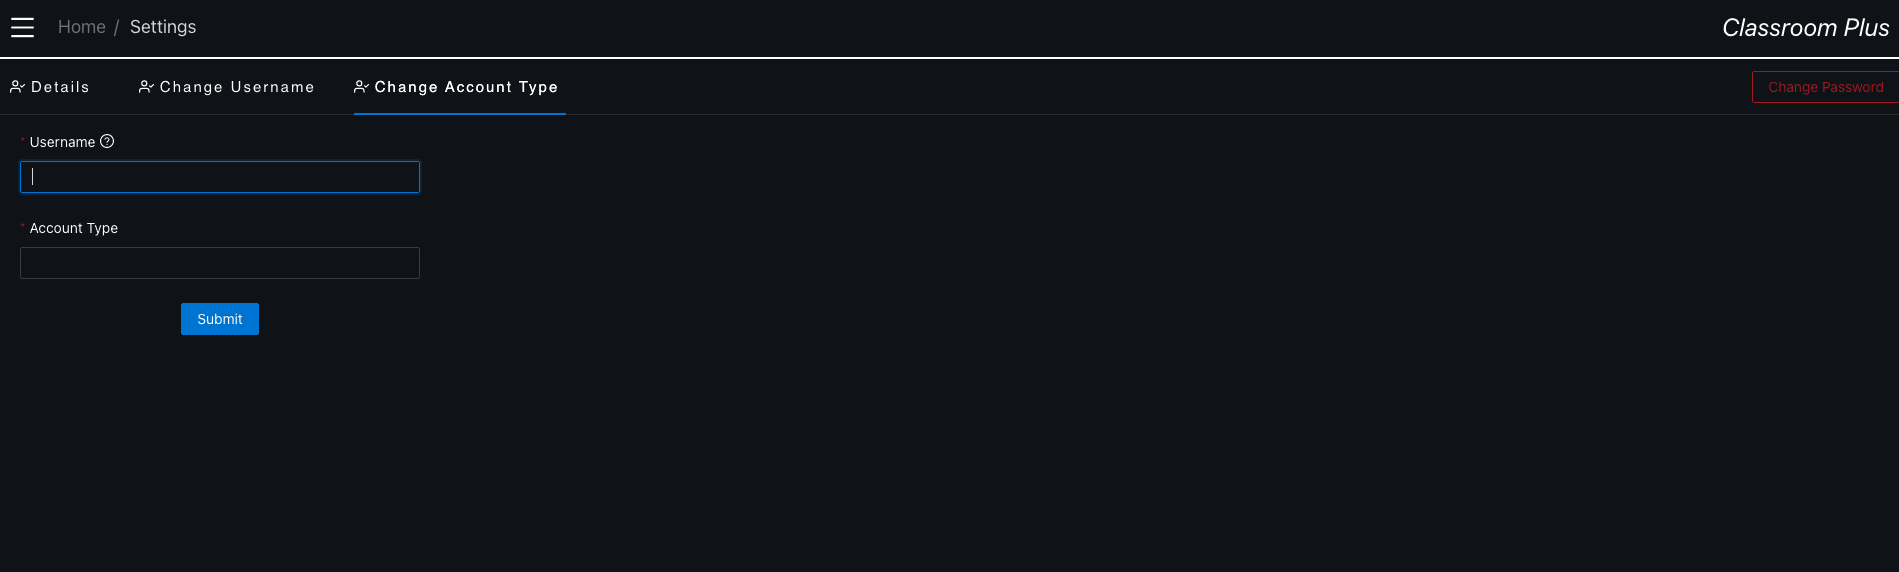 Home / Settings
Classroom Plus
Details
Change Username
Change Account Type
Change Password
* Username
* Account Type
Submit